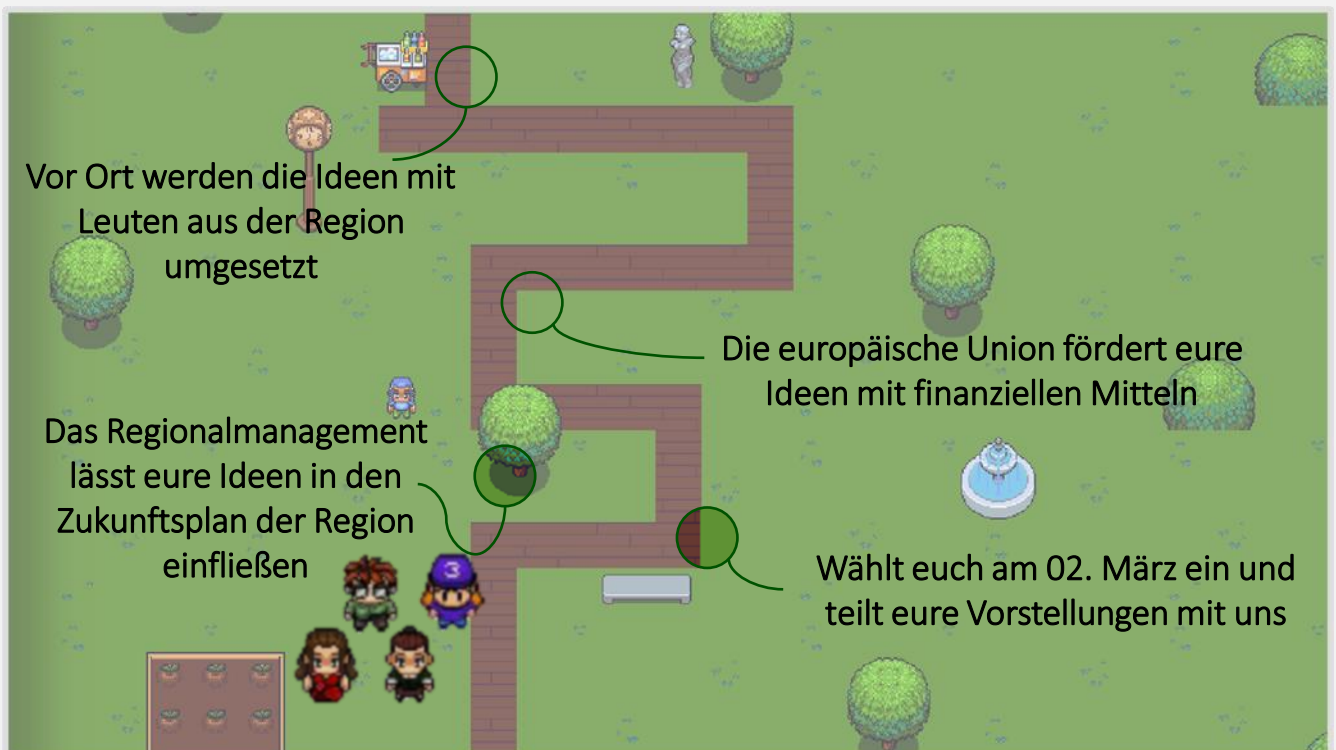 Vor Ort werden die Ideen mit
Leuten aus der Region
umgesetzt
Die europäische Union fördert eure
Ideen mit finanziellen Mitteln
Das Regionalmanagement
lässt eure Ideen in den
Zukunftsplan der Region
einfließen
3
Wählt euch am 02. März ein und
teilt eure Vorstellungen mit uns